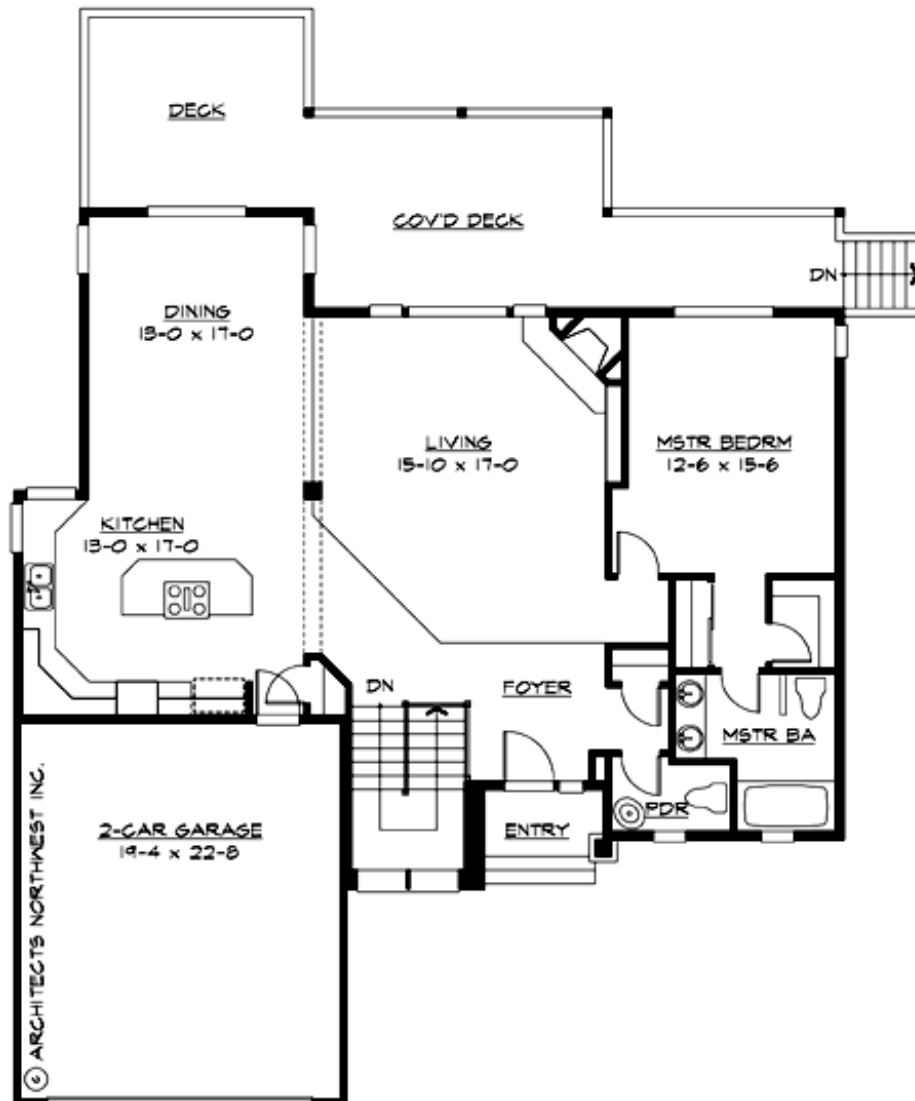 DECK
COV'D DECK
DN
DINING
13-0 x 17-0
LIVING
15-10 x 17-0
MSTR BEDRM
12-6 x 15-6
KITCHEN
13-0 x 17-0
DN
FOYER
MSTR BA
PDR
ENTRY
2-CAR GARAGE
19-4 x 22-8
© ARCHITECTS NORTHWEST INC.